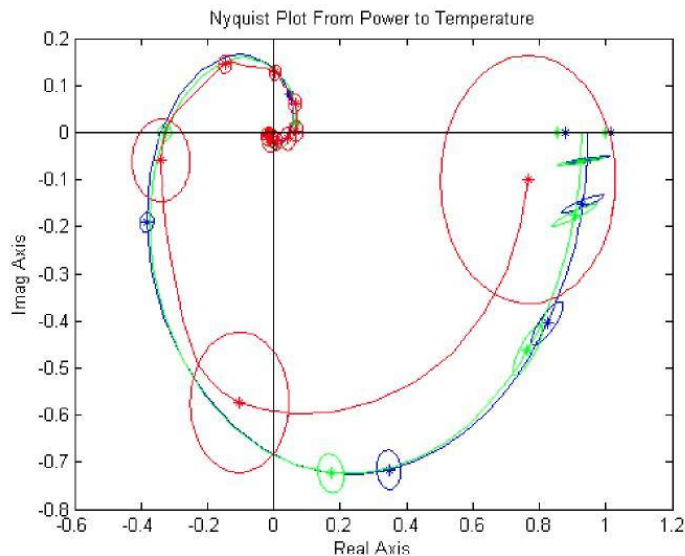 Nyquist Plot From Power to Temperature
0.2
0.1
0
-0.1
-0.2
-0.3
-0.4
-0.5
-0.6
-0.7
-0.8
Imag Axis
-0.6 -0.4 -0.2 0 0.2 0.4 0.6 0.8 1 1.2
Real Axis